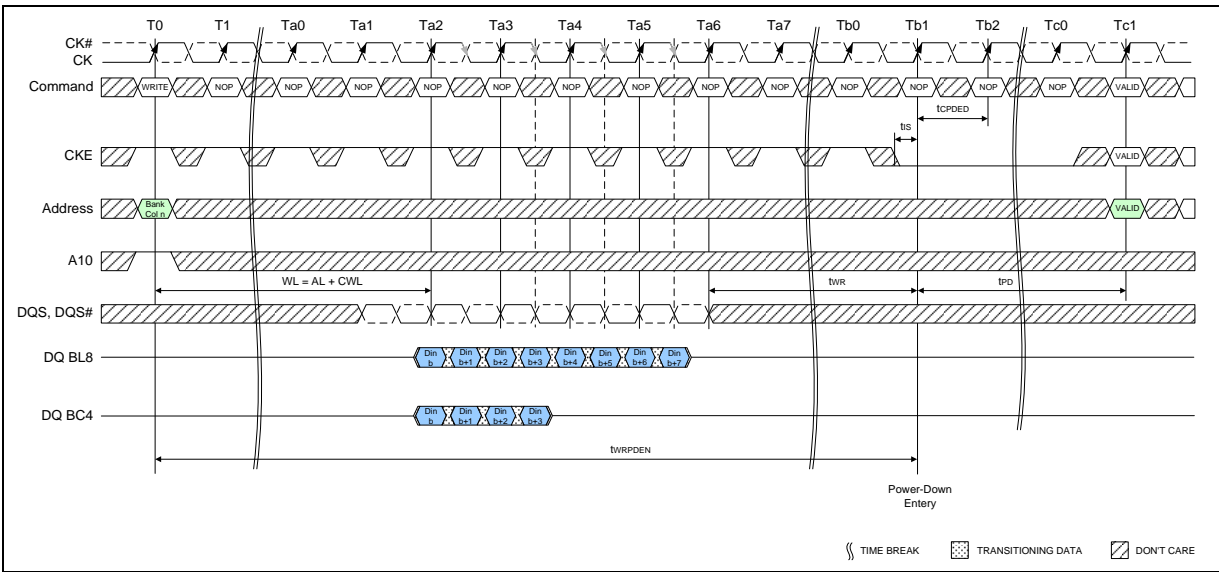 T0 T1 Ta0 Ta1 Ta2 Ta3 Ta4 Ta5 Ta6 Ta7 Tb0 Tb1 Tb2 Tc0 Tc1
CK#
CK
Command WRITE NOP NOP NOP NOP NOP NOP NOP NOP NOP NOP NOP NOP NOP VALID
tIS tCPDED
CKE VALID
Address Bank Col n VALID
A10
WL = AL + CWL tWR tPD
DQS, DQS#
DQ BL8 Din b Din b+1 Din b+2 Din b+3 Din b+4 Din b+5 Din b+6 Din b+7
DQ BC4 Din b Din b+1 Din b+2 Din b+3
tWRPDEN
Power-Down
Entery
TIME BREAK TRANSITIONING DATA DON'T CARE